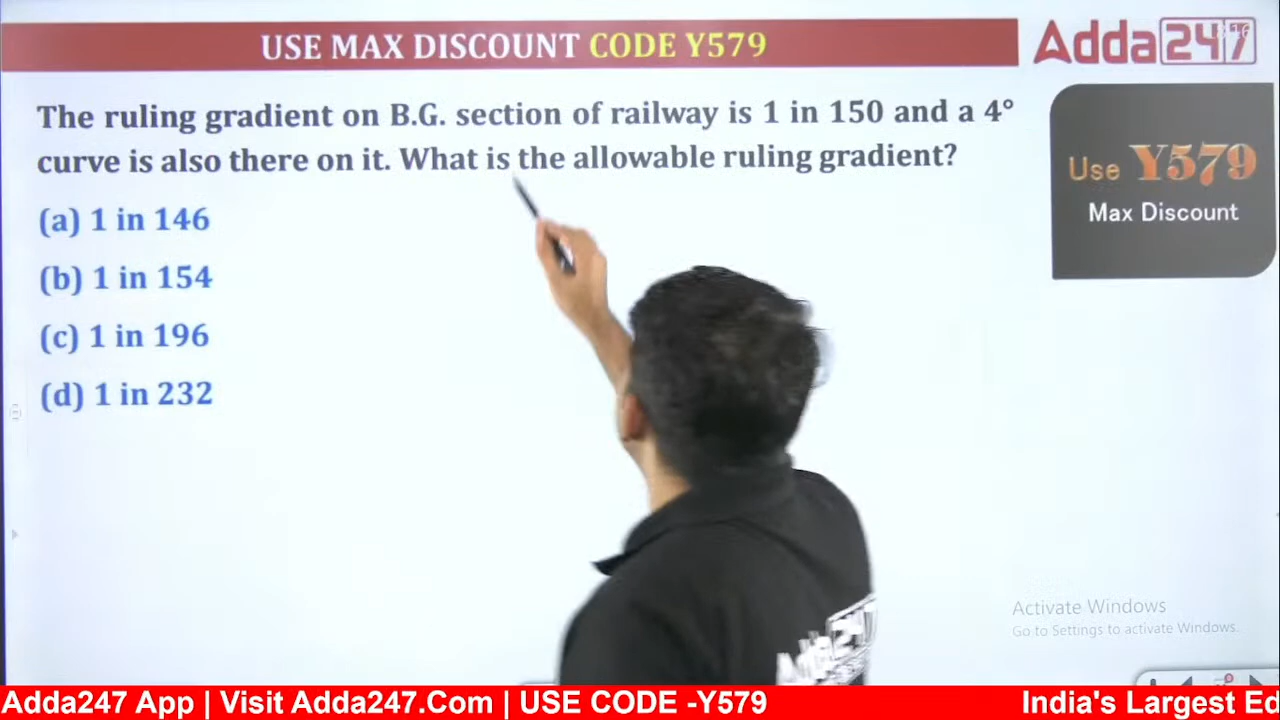 USE MAX DISCOUNT CODE Y579
Adda247
The ruling gradient on B.G. section of railway is 1 in 150 and a 4°
curve is also there on it. What is the allowable ruling gradient?
Use Y579
Max Discount
(a) 1 in 146
(b) 1 in 154
(c) 1 in 196
(d) 1 in 232
Activate Windows
Go to Settings to activate Windows.
Adda247 App | Visit Adda247.Com | USE CODE -Y579
India's Largest Ed